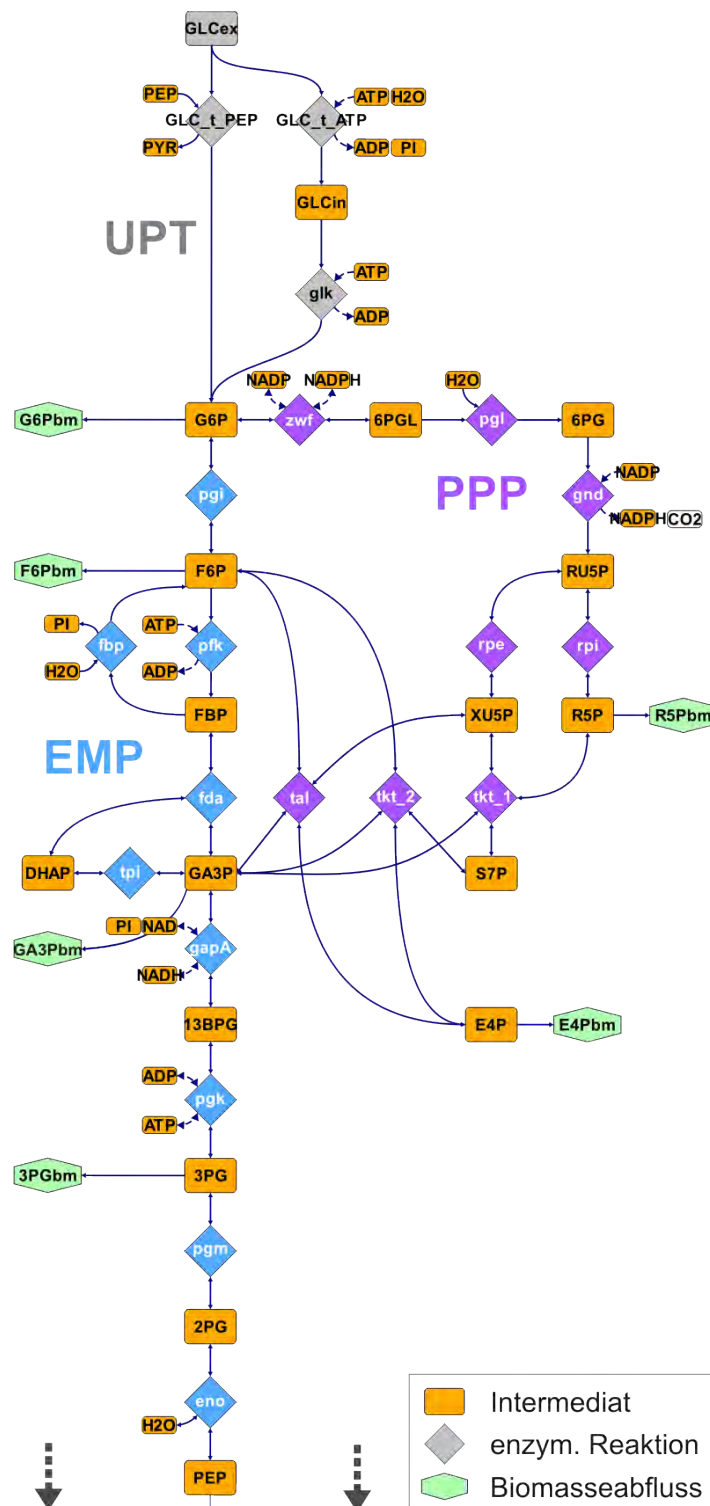 GLCex
PEP
ATP H2O
GLC_t_PEP
GLC_t_ATP
PYR
ADP PI
GLCin
UPT
ATP
glk
ADP
NADP
NADPH
H2O
G6Pbm
G6P
zwf
6PGL
pgl
6PG
PPP
NADP
pgi
gnd
NADPH CO2
F6Pbm
F6P
RU5P
PI
ATP
fbp
pfk
rpe
rpi
H2O
ADP
FBP
XU5P
R5P
R5Pbm
EMP
fda
tal
tkt_2
tkt_1
DHAP
tpi
GA3P
S7P
PI NAD
GA3Pbm
gapA
NADH
13BPG
E4P
E4Pbm
ADP
pgk
ATP
3PGbm
3PG
pgm
2PG
eno
H2O
PEP
Intermediat
enzym. Reaktion
Biomasseabfluss